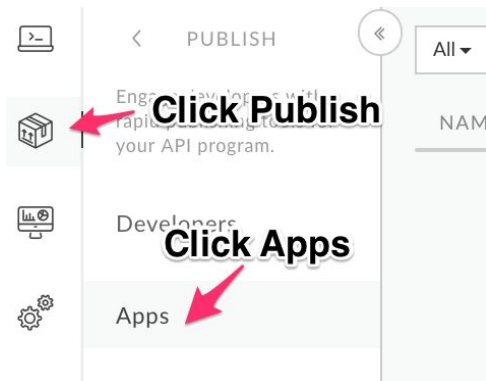 PUBLISH
All
Click Publish
your API program.
NAM
Developers
Click Apps
Apps